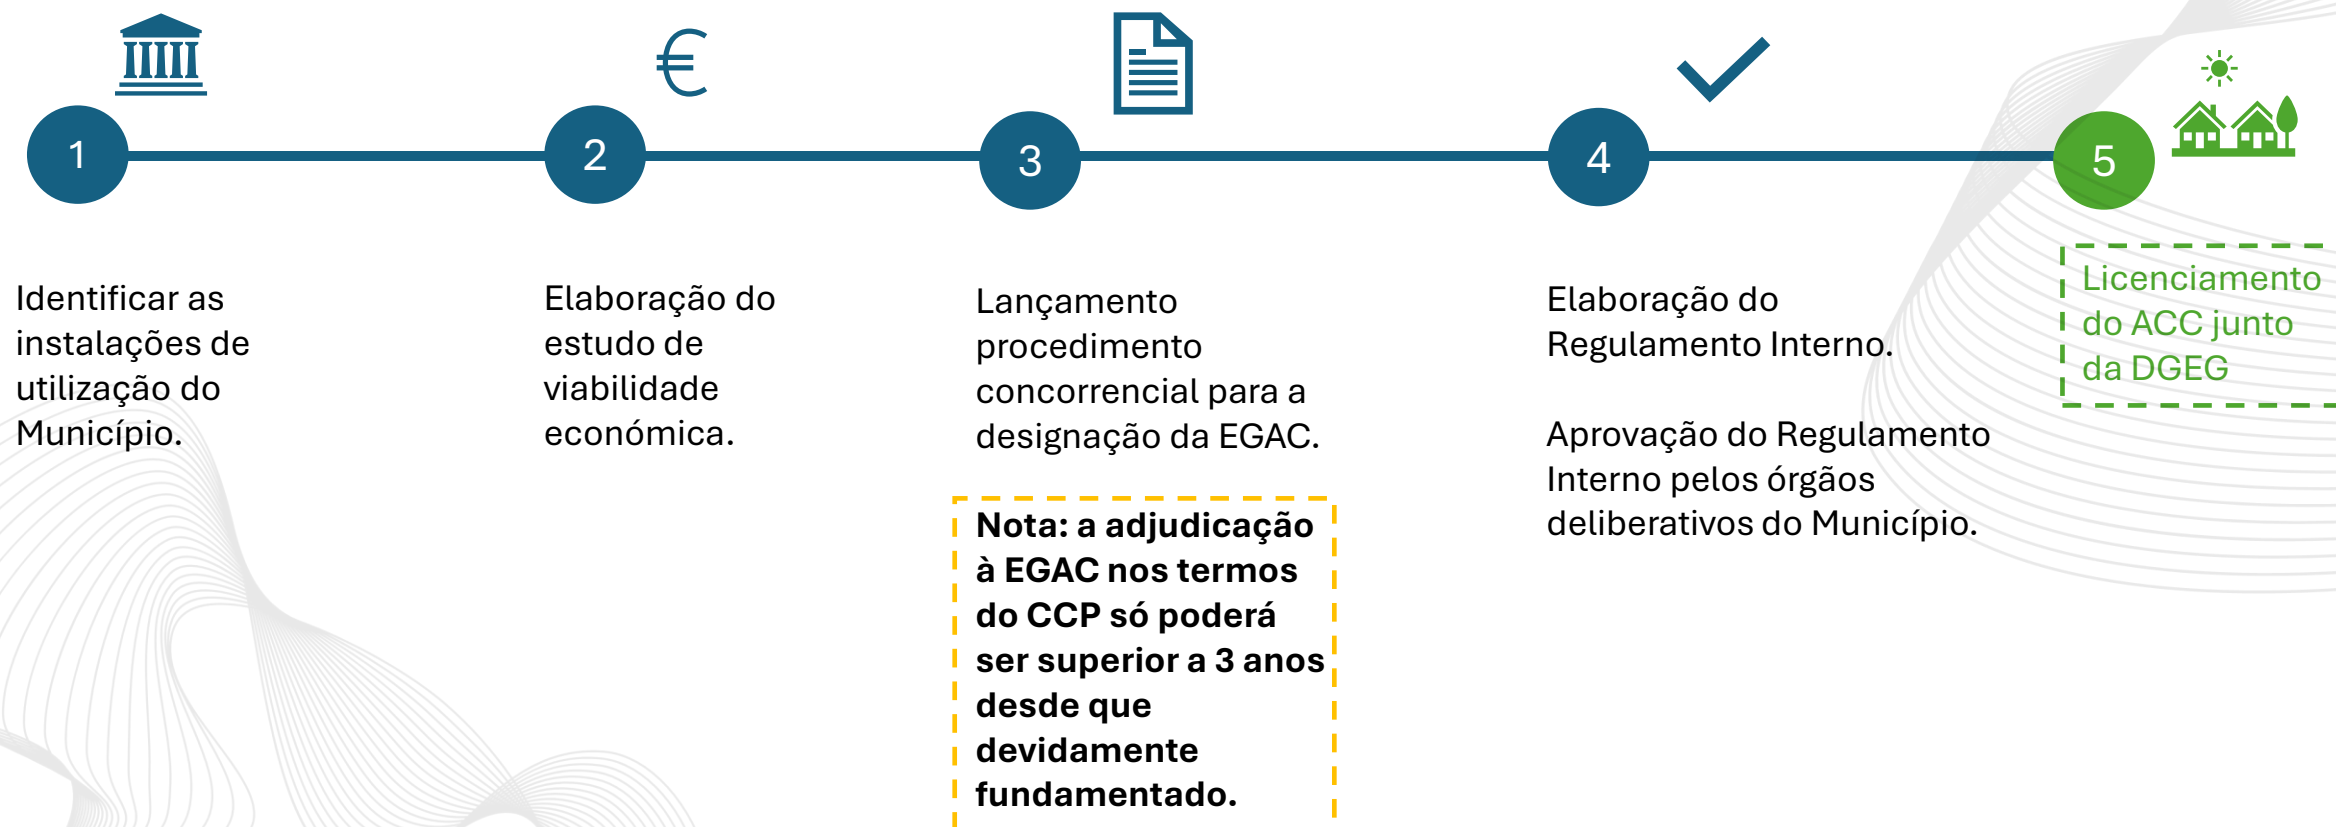 1
2
3
4
5
Identificar as
instalações de
utilização do
Município.
Elaboração do
estudo de
viabilidade
económica.
Lançamento
procedimento
concorrencial para a
designação da EGAC.
Nota: a adjudicação
à EGAC nos termos
do CCP só poderá
ser superior a 3 anos
desde que
devidamente
fundamentado.
Elaboração do
Regulamento Interno.
Aprovação do Regulamento
Interno pelos órgãos
deliberativos do Município.
Licenciamento
do ACC junto
da DGEG